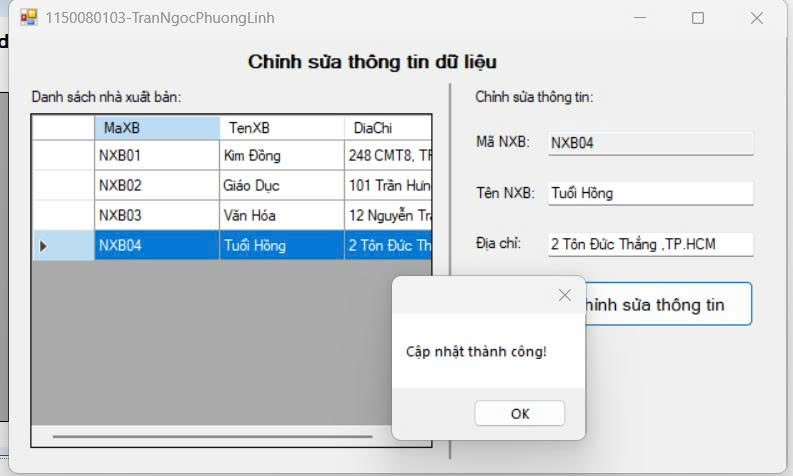 1150080103-TranNgocPhuongLinh
Chỉnh sửa thông tin dữ liệu
Danh sách nhà xuất bản:
MaXB TenXB DiaChi
NXB01 Kim Đồng 248 CMT8, TF
NXB02 Giáo Dục 101 Trần Hưn
NXB03 Văn Hóa 12 Nguyễn Tra
NXB04 Tuổi Hồng 2 Tôn Đức Th
Chỉnh sửa thông tin:
Mã NXB: NXB04
Tên NXB: Tuổi Hồng
Địa chỉ: 2 Tôn Đức Thắng ,TP.HCM
hỉnh sửa thông tin
Cập nhật thành công!
OK